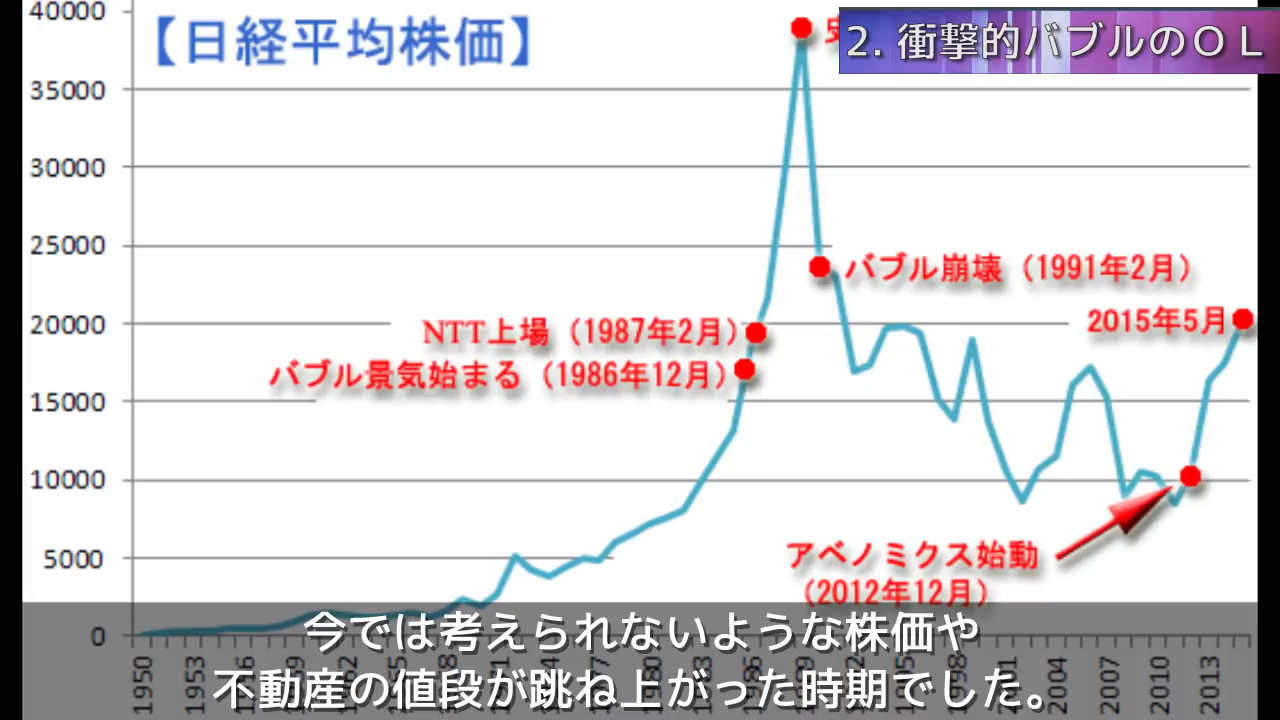 40000
【日経平均株価】
2. 衝撃的バブルのＯＬ
35000
30000
25000
バブル崩壊（1991年2月）
20000
NTT上場（1987年2月）
2015年5月
バブル景気始まる（1986年12月）
15000
10000
アベノミクス始動
（2012年12月）
5000
0
今では考えられないような株価や
不動産の値段が跳ね上がった時期でした。
1950
1953
1980
1983
1986
2004
2007
2010
2013